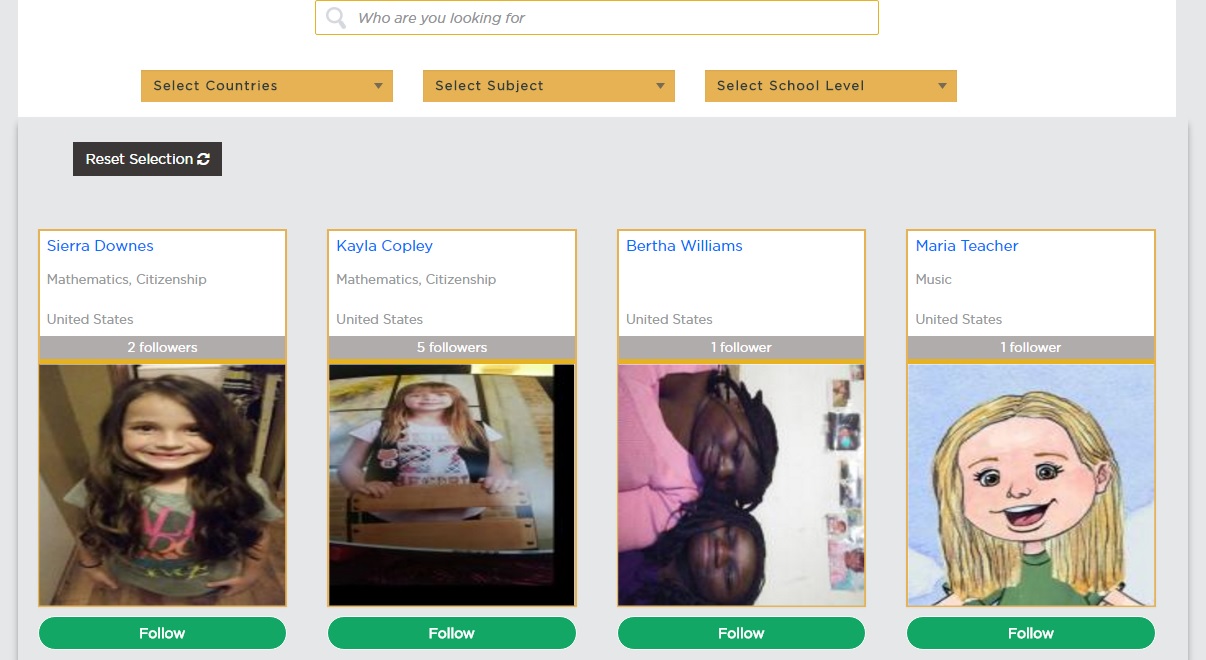 Who are you looking for
Select Countries
Select Subject
Select School Level
Reset Selection
Sierra Downes
Mathematics, Citizenship
United States
2 followers
Follow
Kayla Copley
Mathematics, Citizenship
United States
5 followers
Follow
Bertha Williams
United States
1 follower
Follow
Maria Teacher
Music
United States
1 follower
Follow